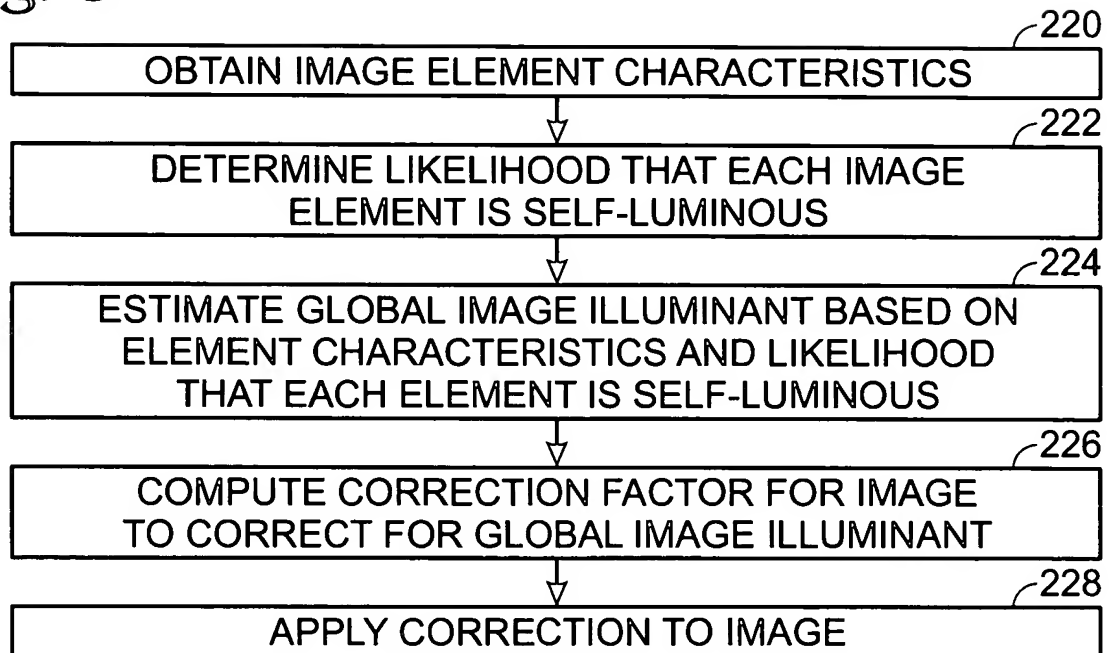 220
OBTAIN IMAGE ELEMENT CHARACTERISTICS
222
DETERMINE LIKELIHOOD THAT EACH IMAGE
ELEMENT IS SELF-LUMINOUS
224
ESTIMATE GLOBAL IMAGE ILLUMINANT BASED ON
ELEMENT CHARACTERISTICS AND LIKELIHOOD
THAT EACH ELEMENT IS SELF-LUMINOUS
226
COMPUTE CORRECTION FACTOR FOR IMAGE
TO CORRECT FOR GLOBAL IMAGE ILLUMINANT
228
APPLY CORRECTION TO IMAGE